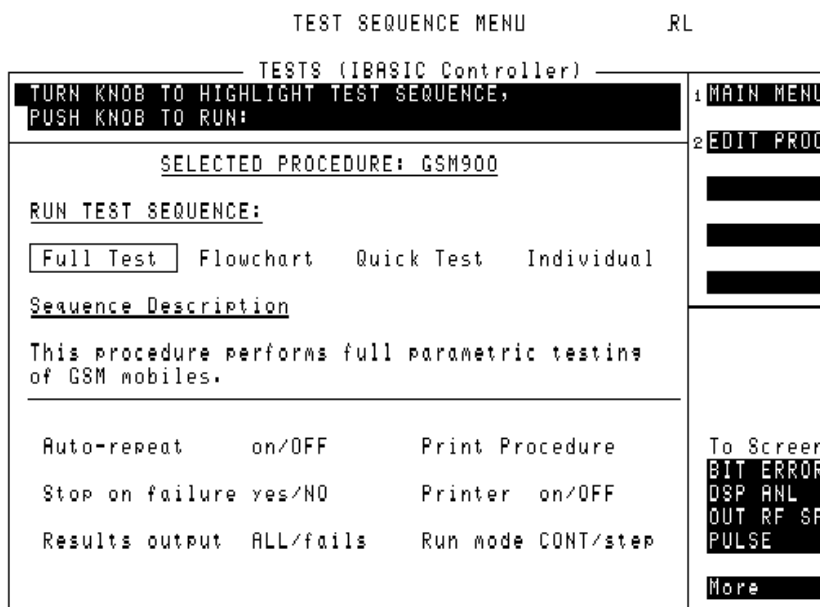 TEST SEQUENCE MENU RL
TESTS (IBASIC Controller)
TURN KNOB TO HIGHLIGHT TEST SEQUENCE,
PUSH KNOB TO RUN:
SELECTED PROCEDURE: GSM900
RUN TEST SEQUENCE:
Full Test Flowchart Quick Test Individual
Sequence Description
This procedure performs full parametric testing
of GSM mobiles.
Auto-repeat on/OFF Print Procedure
Stop on failure yes/NO Printer on/OFF
Results output ALL/fails Run mode CONT/step
1 MAIN MENU
2 EDIT PROC
To Screen
BIT ERROR
DSP ANL
OUT RF SP
PULSE
More